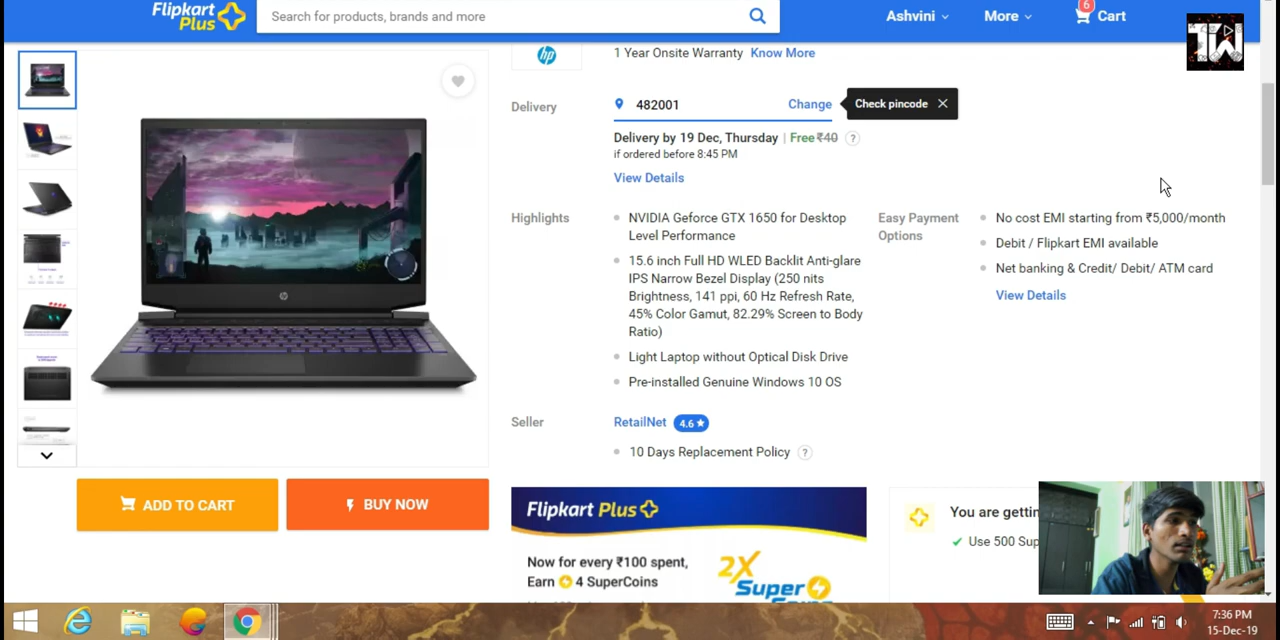 Flipkart
Plus
Search for products, brands and more
Ashvini
More
6
Cart
TW
hp
1 Year Onsite Warranty Know More
Delivery
482001
Change
Check pincode
Delivery by 19 Dec, Thursday | Free ₹40 ?
if ordered before 8:45 PM
View Details
Highlights
NVIDIA Geforce GTX 1650 for Desktop
Level Performance
15.6 inch Full HD WLED Backlit Anti-glare
IPS Narrow Bezel Display (250 nits
Brightness, 141 ppi, 60 Hz Refresh Rate,
45% Color Gamut, 82.29% Screen to Body
Ratio)
Light Laptop without Optical Disk Drive
Pre-installed Genuine Windows 10 OS
Easy Payment
Options
No cost EMI starting from ₹5,000/month
Debit / Flipkart EMI available
Net banking & Credit/ Debit/ ATM card
View Details
Seller
RetailNet 4.6 ★
10 Days Replacement Policy ?
ADD TO CART
BUY NOW
Flipkart Plus
Now for every ₹100 spent,
Earn 4 SuperCoins
2X
Super
You are gettin
Use 500 Sup
7:36 PM
15-Dec-19